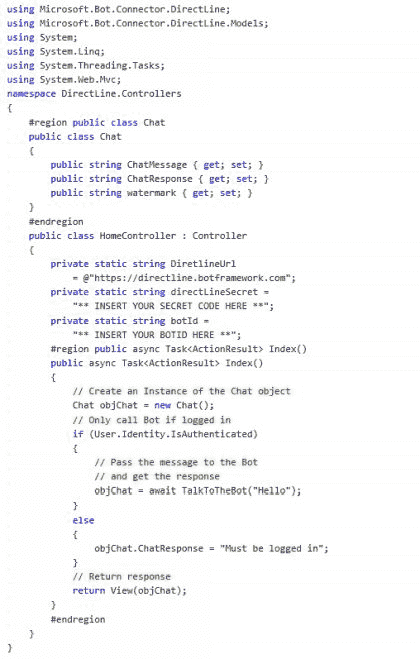 using Microsoft.Bot.Connector.DirectLine;
using Microsoft.Bot.Connector.DirectLine.Models;
using System;
using System.Linq;
using System.Threading.Tasks;
using System.Web.Mvc;
namespace DirectLine.Controllers
{
    #region public class Chat
    public class Chat
    {
        public string ChatMessage { get; set; }
        public string ChatResponse { get; set; }
        public string watermark { get; set; }
    }
    #endregion
    public class HomeController : Controller
    {
        private static string DiretlineUrl
            = @"https://directline.botframework.com";
        private static string directLineSecret =
            "** INSERT YOUR SECRET CODE HERE **";
        private static string botId =
            "** INSERT YOUR BOTID HERE **";
        #region public async Task<ActionResult> Index()
        public async Task<ActionResult> Index()
        {
            // Create an Instance of the Chat object
            Chat objChat = new Chat();
            // Only call Bot if logged in
            if (User.Identity.IsAuthenticated)
            {
                // Pass the message to the Bot
                // and get the response
                objChat = await TalkToTheBot("Hello");
            }
            else
            {
                objChat.ChatResponse = "Must be logged in";
            }
            // Return response
            return View(objChat);
        }
        #endregion
    }
}